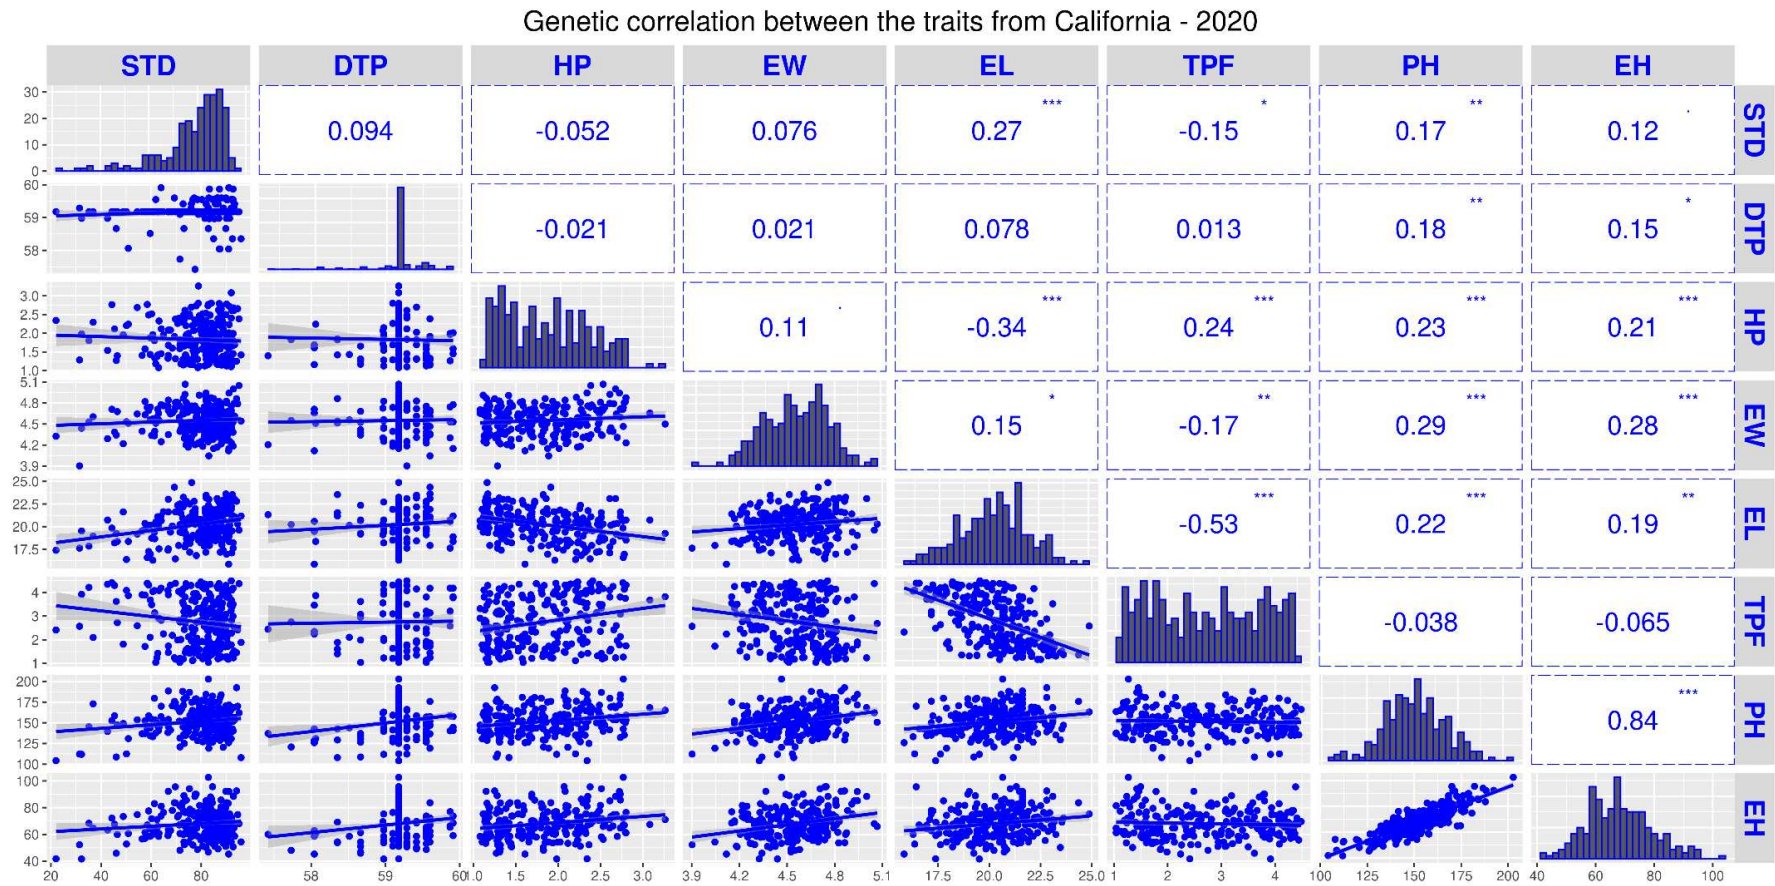 Genetic correlation between the traits from California - 2020
STD DTP HP EW EL TPF PH EH
30
20
10
0
0.094 -0.052 0.076 0.27*** -0.15* 0.17** 0.12.
STD
60
59
58
-0.021 0.021 0.078 0.013 0.18** 0.15*
DTP
3.0
2.5
2.0
1.5
1.0
0.11. -0.34*** 0.24*** 0.23*** 0.21***
HP
5.1
4.8
4.5
4.2
3.9
0.15* -0.17** 0.29*** 0.28***
EW
25.0
22.5
20.0
17.5
-0.53*** 0.22*** 0.19**
EL
4
3
2
1
-0.038 -0.065
TPF
200
175
150
125
100
0.84***
PH
100
80
60
40
EH
20 40 60 80 58 59 60 1.0 1.5 2.0 2.5 3.0 3.9 4.2 4.5 4.8 5.1 17.5 20.0 22.5 25.0 1 2 3 4 100 125 150 175 200 40 60 80 100